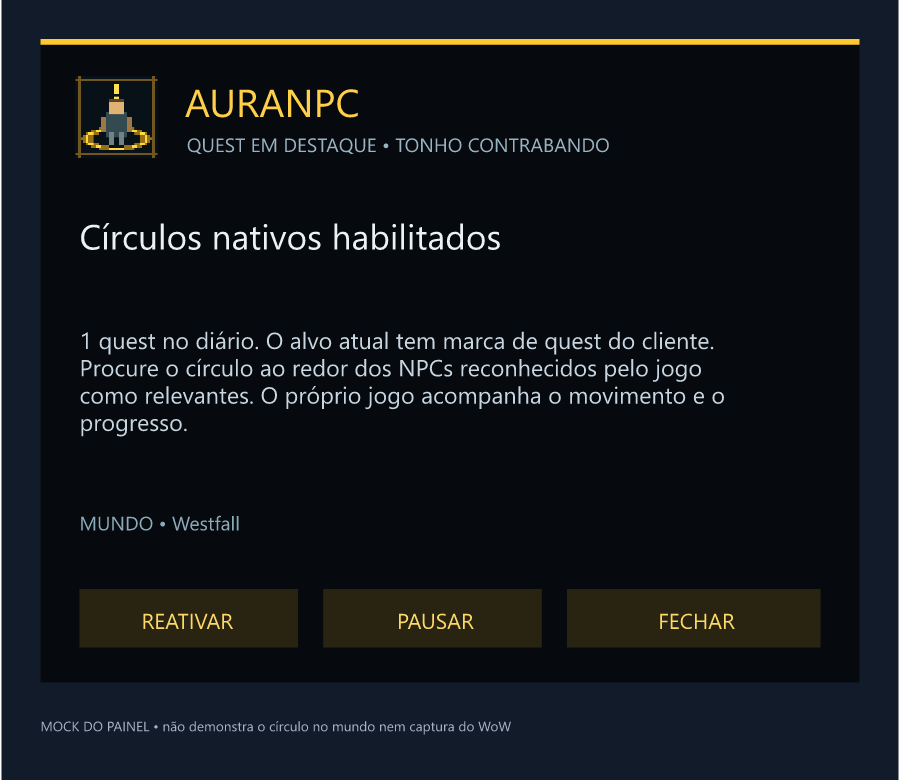 AURANPC
QUEST EM DESTAQUE • TONHO CONTRABANDO
Círculos nativos habilitados
1 quest no diário. O alvo atual tem marca de quest do cliente.
Procure o círculo ao redor dos NPCs reconhecidos pelo jogo
como relevantes. O próprio jogo acompanha o movimento e o
progresso.
MUNDO • Westfall
REATIVAR
PAUSAR
FECHAR
MOCK DO PAINEL • não demonstra o círculo no mundo nem captura do WoW